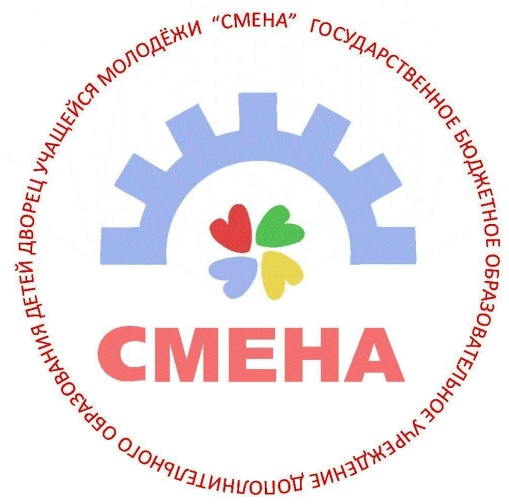 ГОСУДАРСТВЕННОЕ БЮДЖЕТНОЕ ОБРАЗОВАТЕЛЬНОЕ УЧРЕЖДЕНИЕ ДОПОЛНИТЕЛЬНОГО ОБРАЗОВАНИЯ ДЕТЕЙ ДВОРЕЦ УЧАЩЕЙСЯ МОЛОДЁЖИ “СМЕНА”
СМЕНА